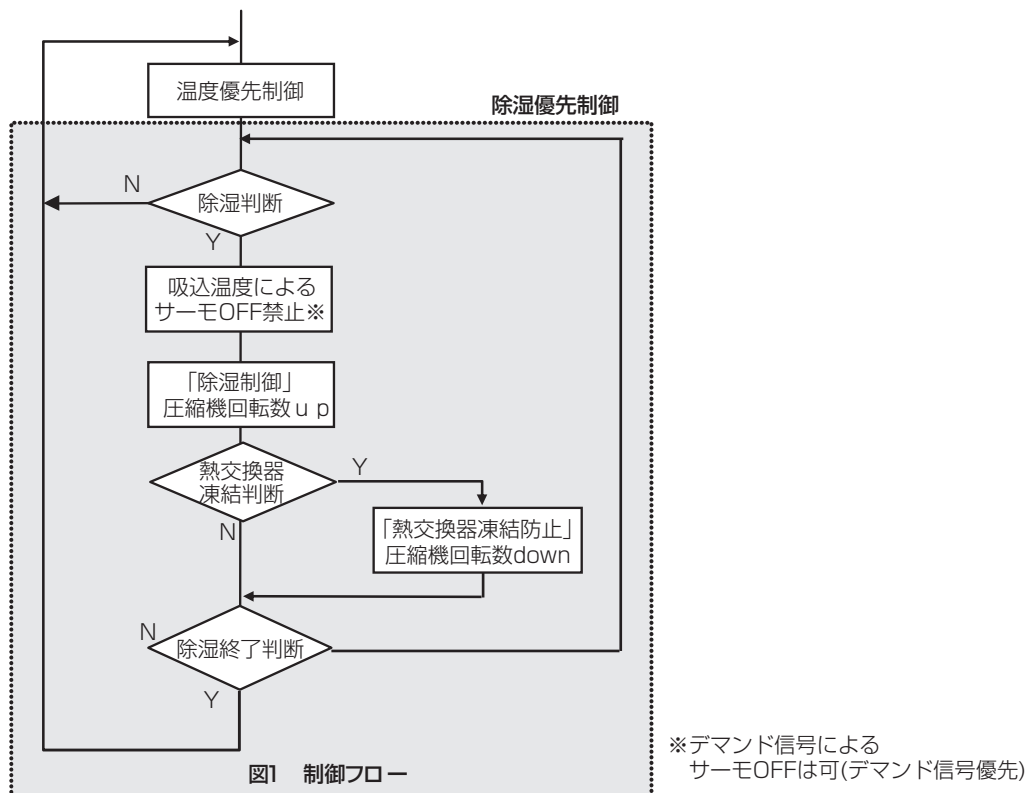 温度優先制御
除湿優先制御
N
除湿判断
Y
吸込温度による
サーモOFF禁止※
「除湿制御」
圧縮機回転数up
熱交換器
凍結判断
Y
N
「熱交換器凍結防止」
圧縮機回転数down
N
除湿終了判断
Y
図1 制御フロー
※デマンド信号による
サーモOFFは可(デマンド信号優先)